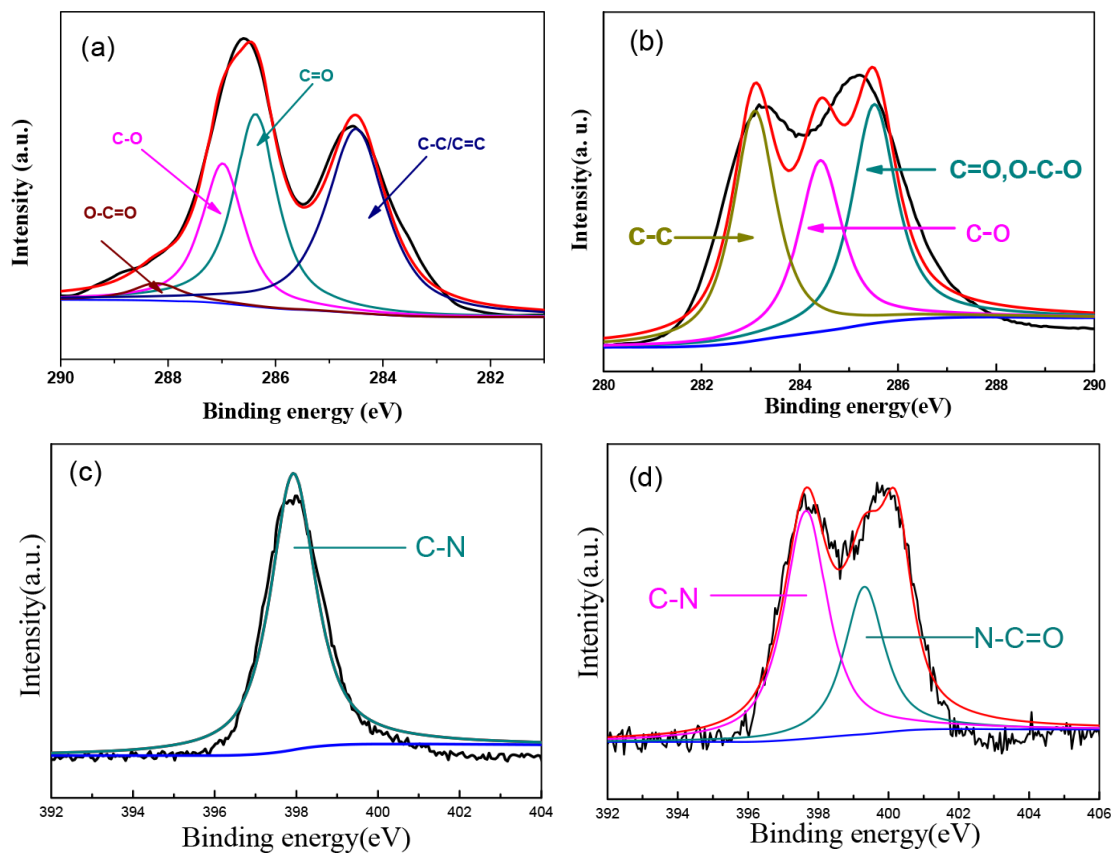 (a)
C=O
C-O
C-C/C=C
O-C=O
Intensity (a.u.)
290 288 286 284 282
Binding energy (eV)
(b)
C=O,O-C-O
C-C
C-O
Intensity(a. u.)
280 282 284 286 288 290
Binding energy(eV)
(c)
C-N
Intensity(a.u.)
392 394 396 398 400 402 404
Binding energy(eV)
(d)
C-N
N-C=O
Intenity(a.u.)
392 394 396 398 400 402 404 406
Binding energy(eV)